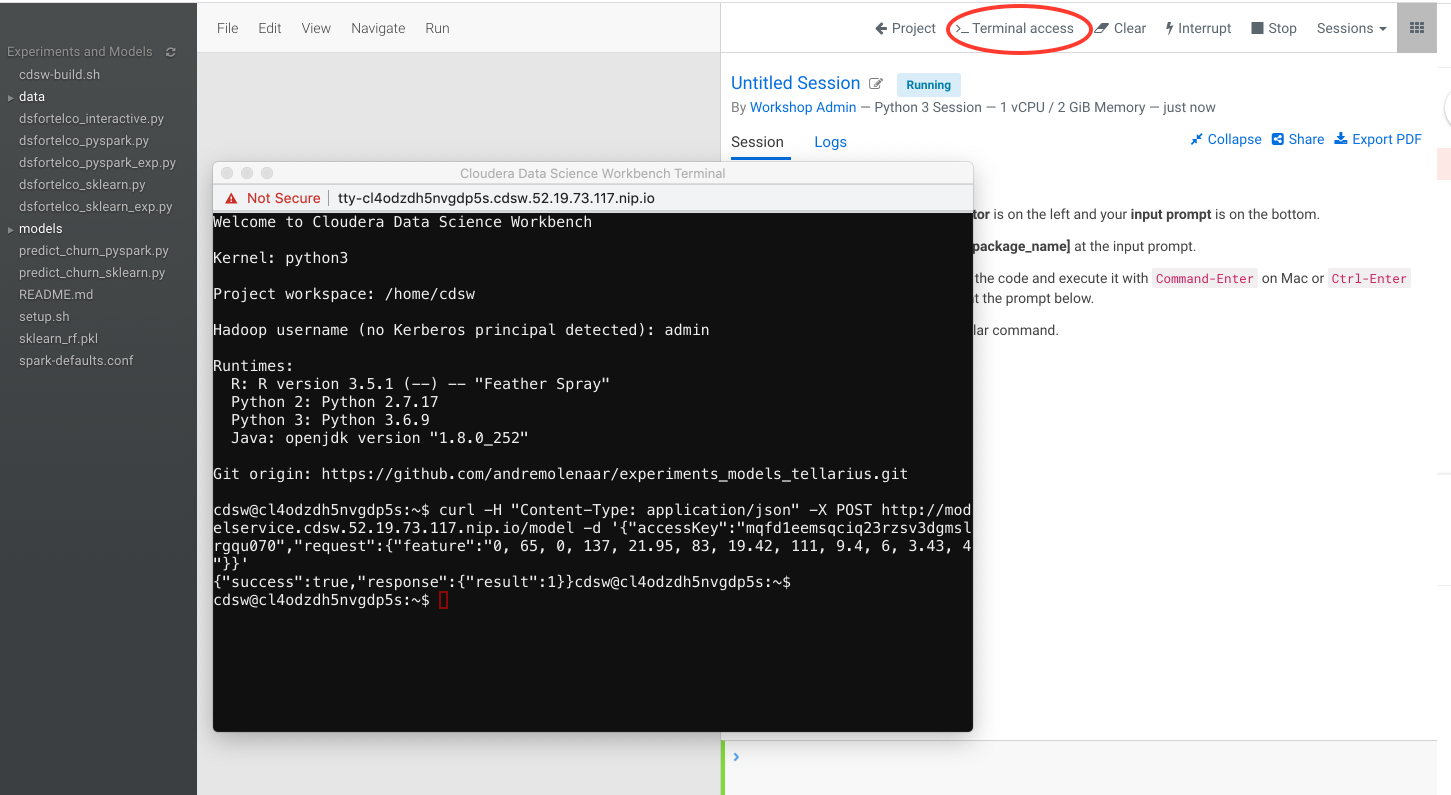 File Edit View Navigate Run
Project >_ Terminal access Clear Interrupt Stop Sessions
Experiments and Models
cdsw-build.sh
data
dsfortelco_interactive.py
dsfortelco_pyspark.py
dsfortelco_pyspark_exp.py
dsfortelco_sklearn.py
dsfortelco_sklearn_exp.py
models
predict_churn_pyspark.py
predict_churn_sklearn.py
README.md
setup.sh
sklearn_rf.pkl
spark-defaults.conf
Untitled Session Running
By Workshop Admin — Python 3 Session — 1 vCPU / 2 GiB Memory — just now
Session Logs Collapse Share Export PDF
tor is on the left and your input prompt is on the bottom.
package_name] at the input prompt.
the code and execute it with Command-Enter on Mac or Ctrl-Enter
t the prompt below.
lar command.
Cloudera Data Science Workbench Terminal
Not Secure | tty-cl4odzdh5nvgdp5s.cdsw.52.19.73.117.nip.io
Welcome to Cloudera Data Science Workbench
Kernel: python3
Project workspace: /home/cdsw
Hadoop username (no Kerberos principal detected): admin
Runtimes:
R: R version 3.5.1 (--) -- "Feather Spray"
Python 2: Python 2.7.17
Python 3: Python 3.6.9
Java: openjdk version "1.8.0_252"
Git origin: https://github.com/andremolenaar/experiments_models_tellarius.git
cdsw@cl4odzdh5nvgdp5s:~$ curl -H "Content-Type: application/json" -X POST http://mod
elservice.cdsw.52.19.73.117.nip.io/model -d '{"accessKey":"mqfd1eemsqciq23rzsv3dgmsl
rgqu070","request":{"feature":"0, 65, 0, 137, 21.95, 83, 19.42, 111, 9.4, 6, 3.43, 4
"}}'
{"success":true,"response":{"result":1}}cdsw@cl4odzdh5nvgdp5s:~$
cdsw@cl4odzdh5nvgdp5s:~$